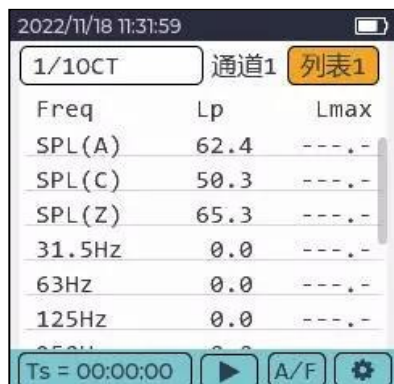 2022/11/18 11:31:59
1/1OCT 通道1 列表1
Freq Lp Lmax
SPL(A) 62.4 ---.-
SPL(C) 50.3 ---.-
SPL(Z) 65.3 ---.-
31.5Hz 0.0 ---.-
63Hz 0.0 ---.-
125Hz 0.0 ---.-
Ts = 00:00:00 A/F